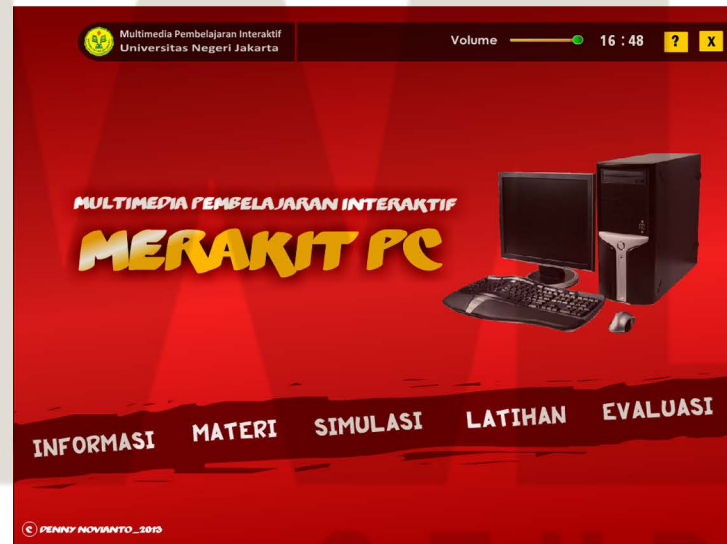 Multimedia Pembelajaran Interaktif
Universitas Negeri Jakarta
Volume 16 : 48 ? X
MULTIMEDIA PEMBELAJARAN INTERAKTIF
MERAKIT PC
INFORMASI MATERI SIMULASI LATIHAN EVALUASI
© DENNY NOVIANTO_2013